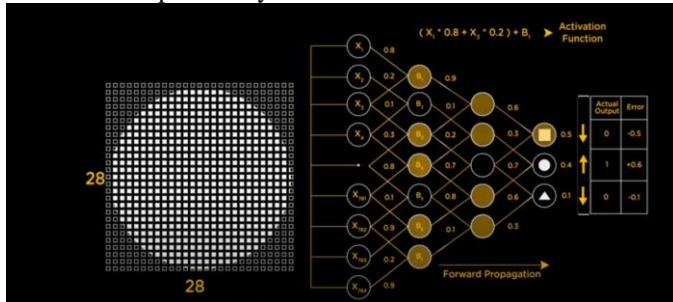 ( X₁ * 0.8 + X₃ * 0.2 ) + B₁
Activation
Function
X₁
0.8
X₂
0.2
B₁
0.9
X₃
0.1
B₂
0.1
0.6
X₄
0.3
B₃
0.2
0.3
0.5
0.8
B₄
0.7
0.7
0.4
X₇₈₁
0.1
B₅
0.8
0.6
0.1
X₇₈₂
0.9
B₆
0.1
0.3
X₇₈₃
0.2
B₇
X₇₈₄
0.9
Actual
Output
Error
0
-0.5
1
+0.6
0
-0.1
28
28
Forward Propagation